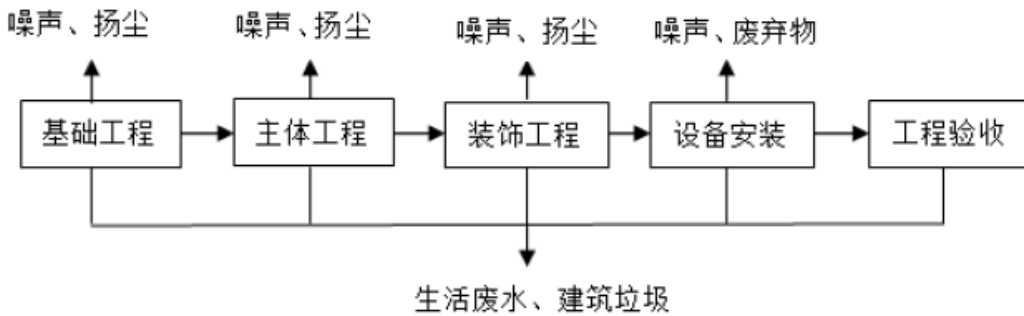 噪声、扬尘
噪声、扬尘
噪声、扬尘
噪声、废弃物
基础工程
主体工程
装饰工程
设备安装
工程验收
生活废水、建筑垃圾